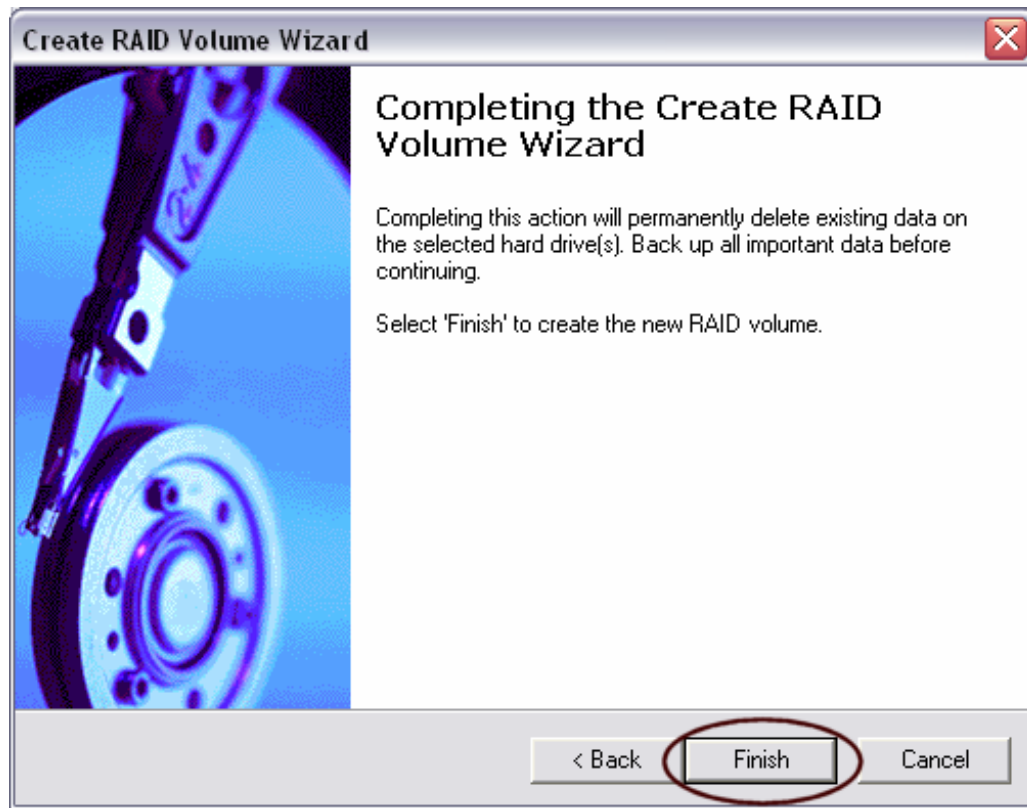 Create RAID Volume Wizard
Completing the Create RAID
Volume Wizard
Completing this action will permanently delete existing data on
the selected hard drive(s). Back up all important data before
continuing.
Select 'Finish' to create the new RAID volume.
< Back
Finish
Cancel